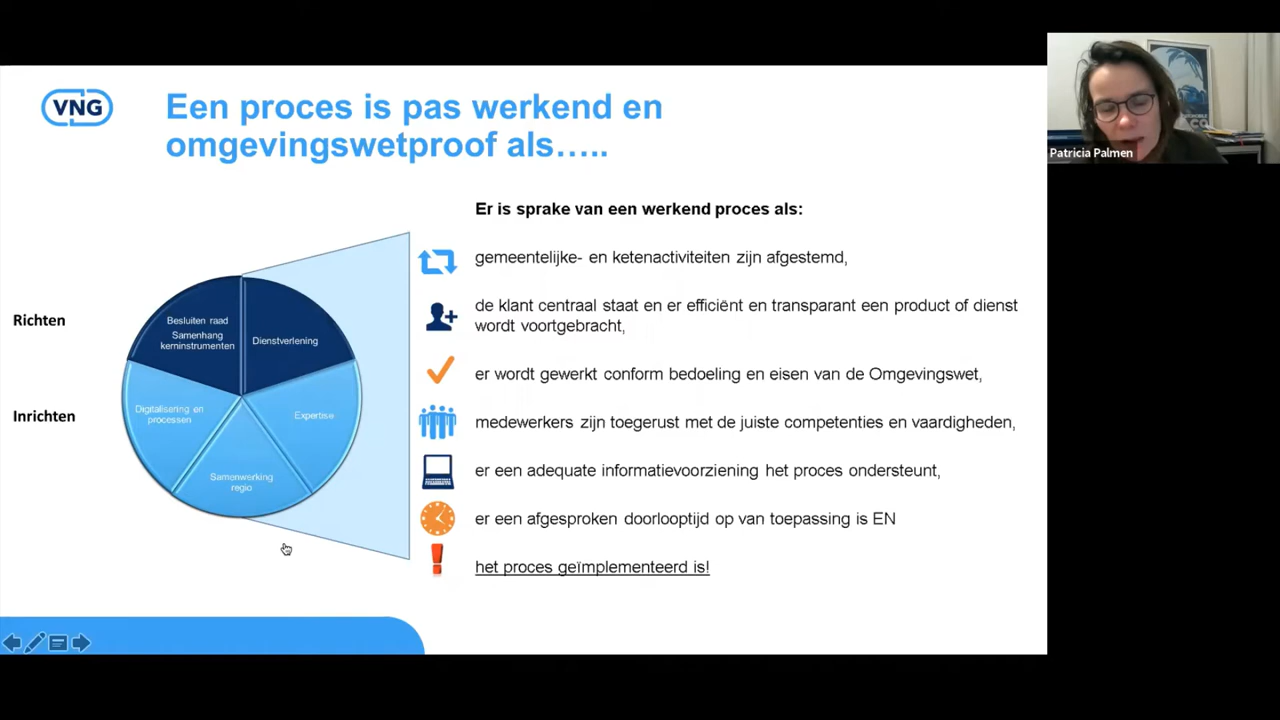 VNG
Een proces is pas werkend en
omgevingswetproof als…..
Er is sprake van een werkend proces als:
gemeentelijke- en ketenactiviteiten zijn afgestemd,
de klant centraal staat en er efficiënt en transparant een product of dienst
wordt voortgebracht,
er wordt gewerkt conform bedoeling en eisen van de Omgevingswet,
medewerkers zijn toegerust met de juiste competenties en vaardigheden,
er een adequate informatievoorziening het proces ondersteunt,
er een afgesproken doorlooptijd op van toepassing is EN
het proces geïmplementeerd is!
Richten
Inrichten
Besluiten raad
Samenhang
kerninstrumenten
Dienstverlening
Digitalisering en
processen
Expertise
Samenwerking
regio
Patricia Palmen